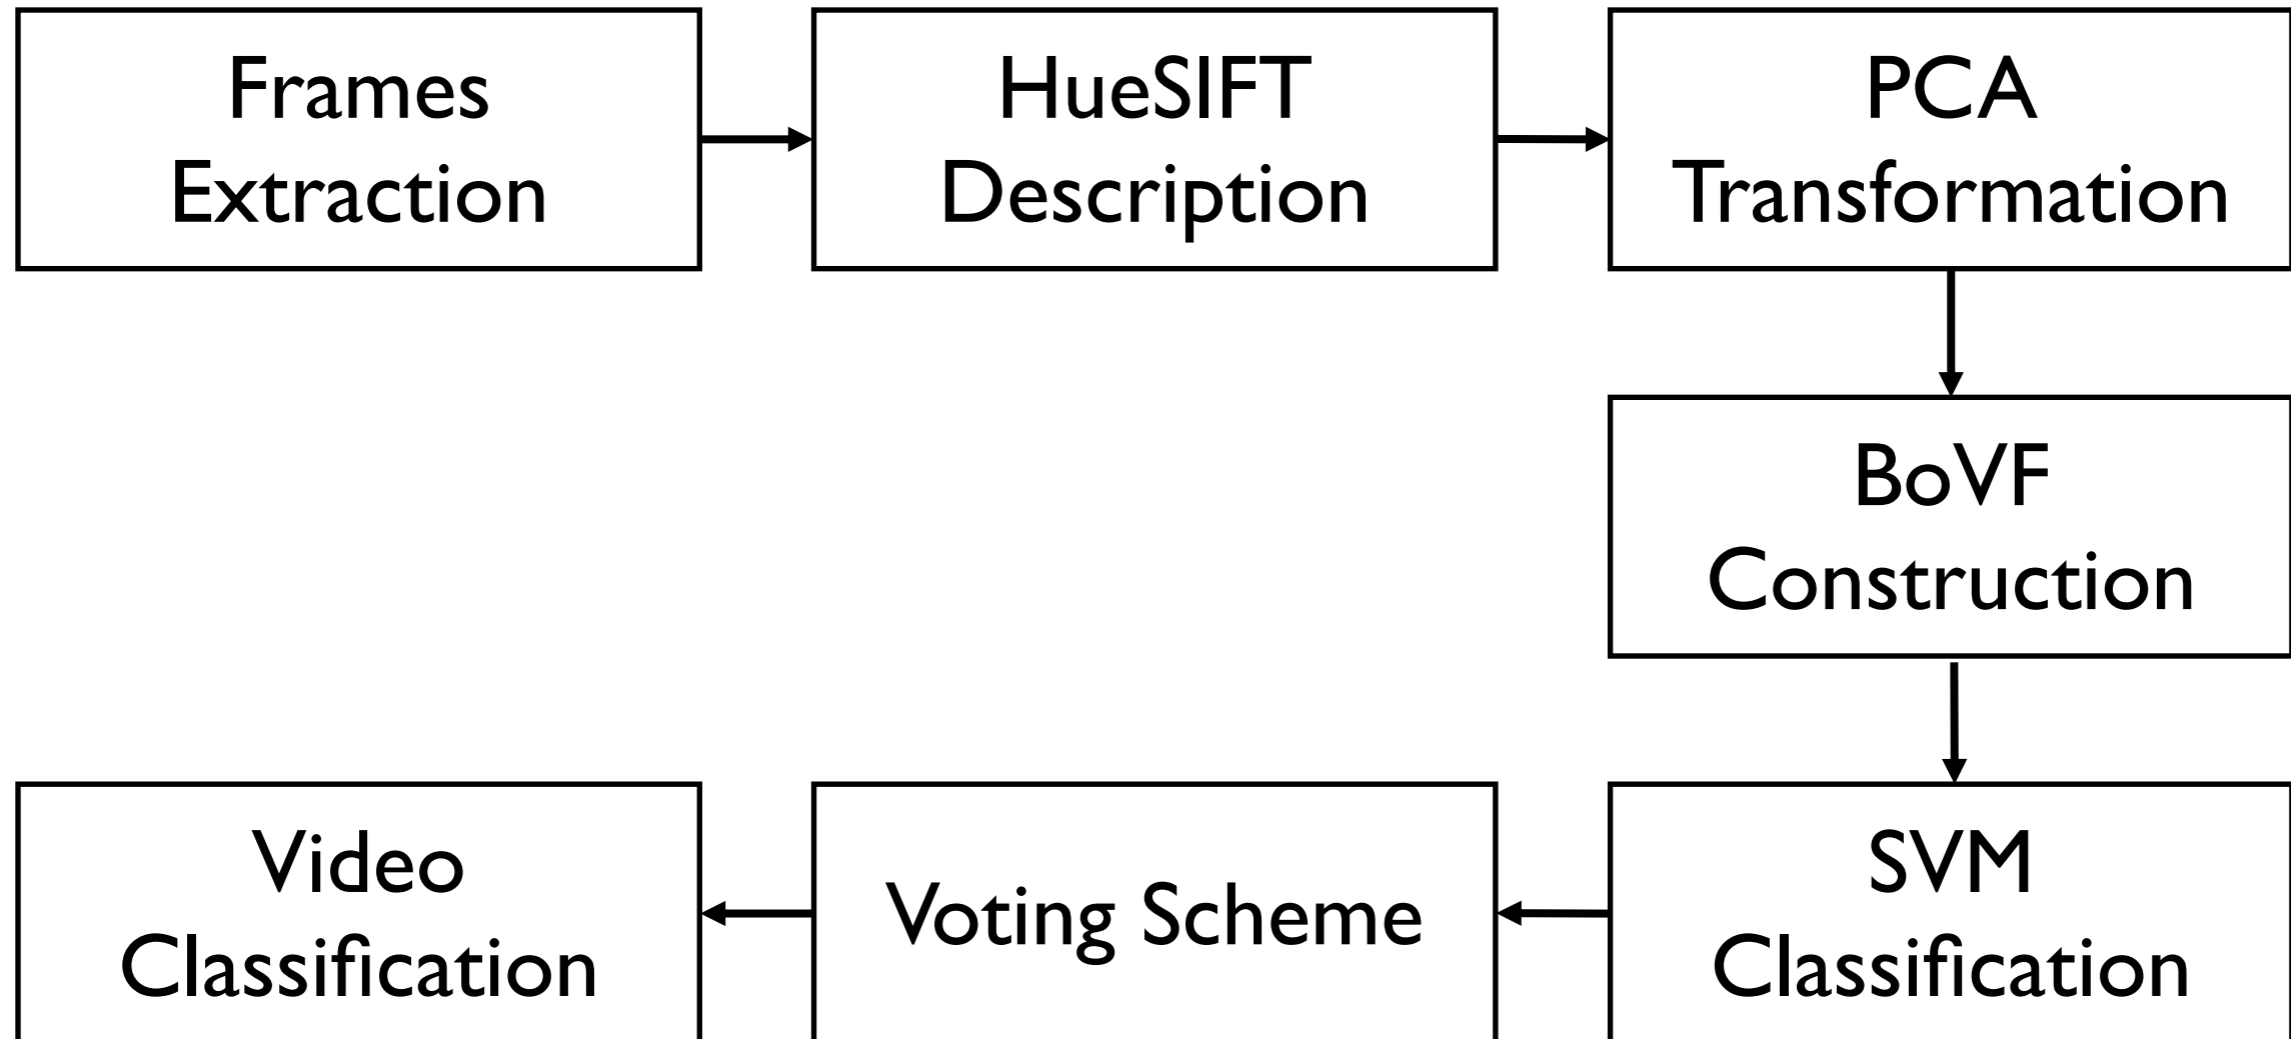 Frames
Extraction
HueSIFT
Description
PCA
Transformation
BoVF
Construction
SVM
Classification
Voting Scheme
Video
Classification